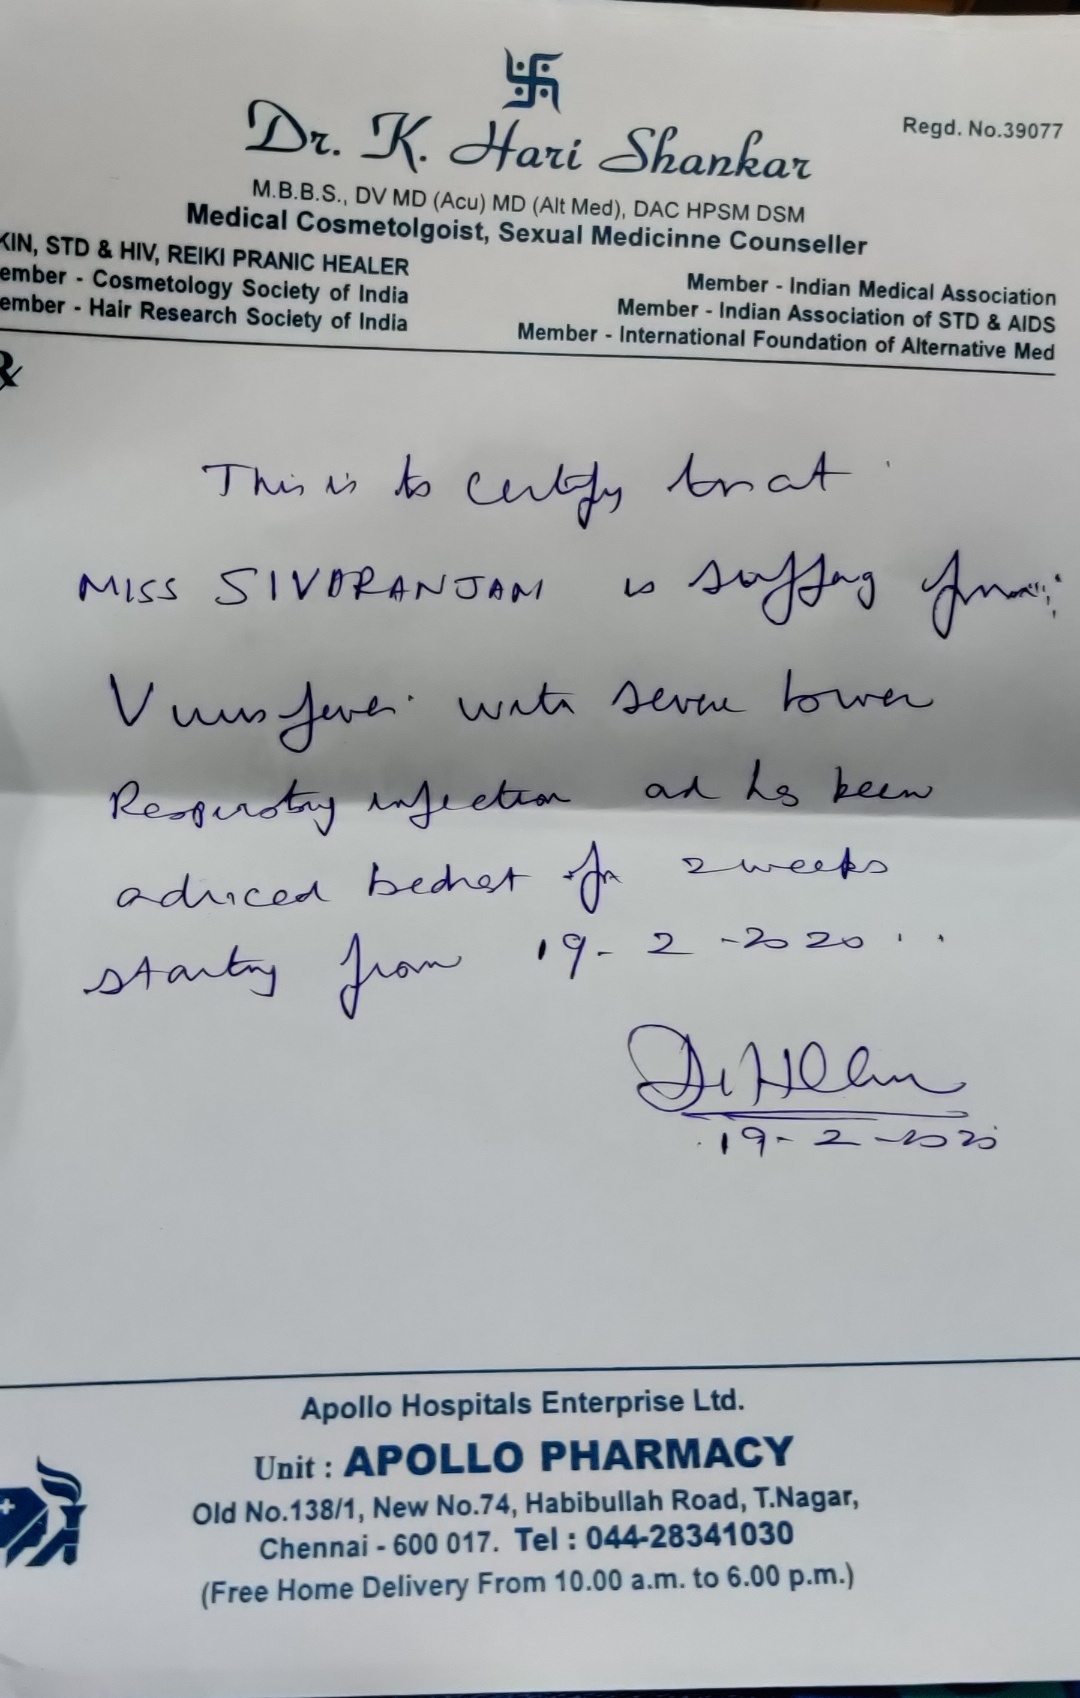 Dr. K. Hari Shankar
Regd. No.39077
M.B.B.S., DV MD (Acu) MD (Alt Med), DAC HPSM DSM
Medical Cosmetolgoist, Sexual Medicinne Counseller
KIN, STD & HIV, REIKI PRANIC HEALER
ember - Cosmetology Society of India
ember - Hair Research Society of India
Member - Indian Medical Association
Member - Indian Association of STD & AIDS
Member - International Foundation of Alternative Med
℞
This is to certify that
MISS SIVARANJANI is suffering from
Virus fever with severe lower
Respiratory infection and has been
adviced bedrest for 2 weeks
starting from 19-2-2020
19-2-2020
Apollo Hospitals Enterprise Ltd.
Unit : APOLLO PHARMACY
Old No.138/1, New No.74, Habibullah Road, T.Nagar,
Chennai - 600 017. Tel : 044-28341030
(Free Home Delivery From 10.00 a.m. to 6.00 p.m.)